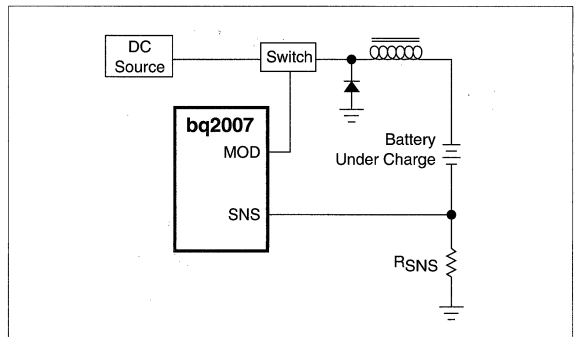 DC
Source
Switch
bq2007
MOD
Battery
Under Charge
SNS
RSNS